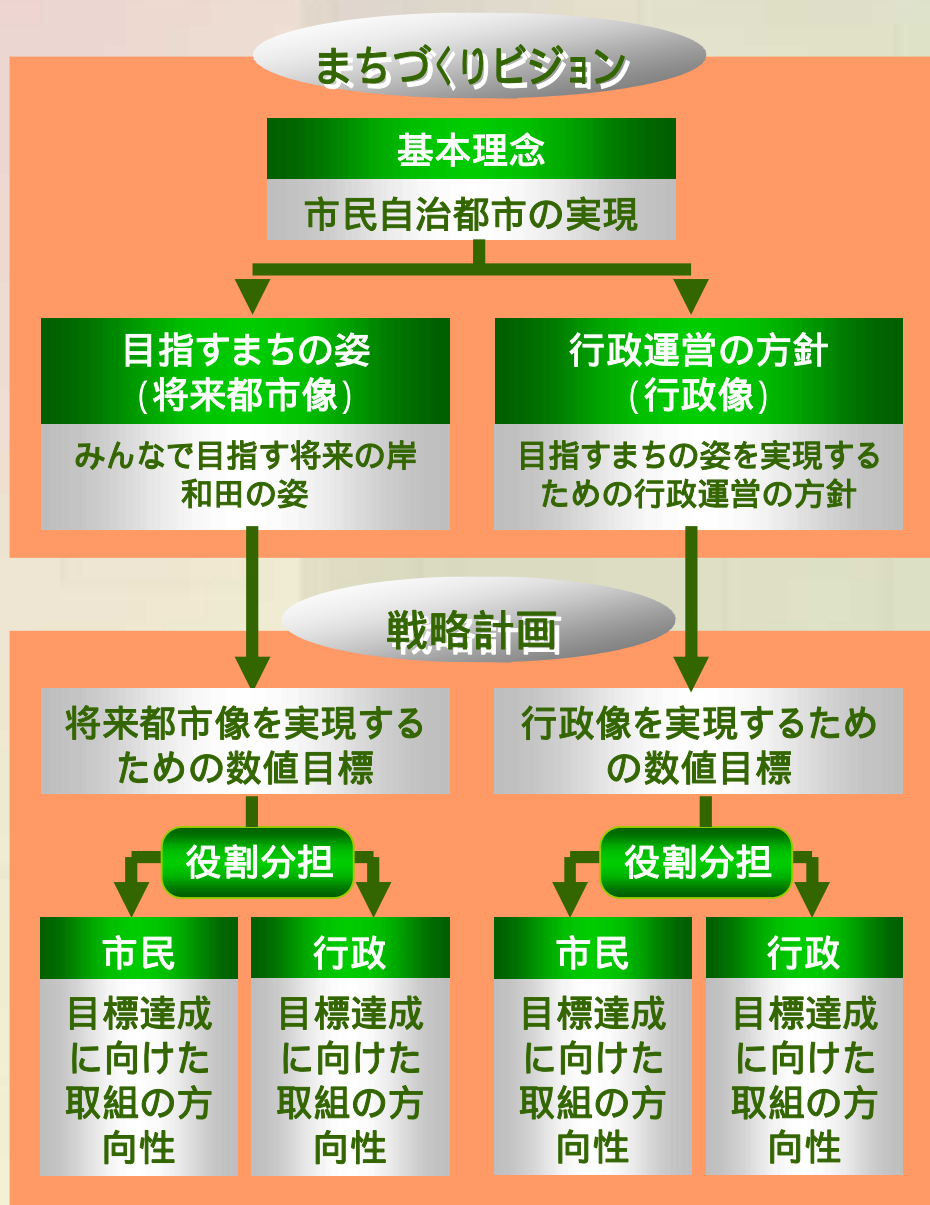 まちづくりビジョン
基本理念
市民自治都市の実現
目指すまちの姿
（将来都市像）
みんなで目指す将来の岸
和田の姿
行政運営の方針
（行政像）
目指すまちの姿を実現する
ための行政運営の方針
戦略計画
将来都市像を実現する
ための数値目標
役割分担
市民
目標達成
に向けた
取組の方
向性
行政
目標達成
に向けた
取組の方
向性
行政像を実現するため
の数値目標
役割分担
市民
目標達成
に向けた
取組の方
向性
行政
目標達成
に向けた
取組の方
向性